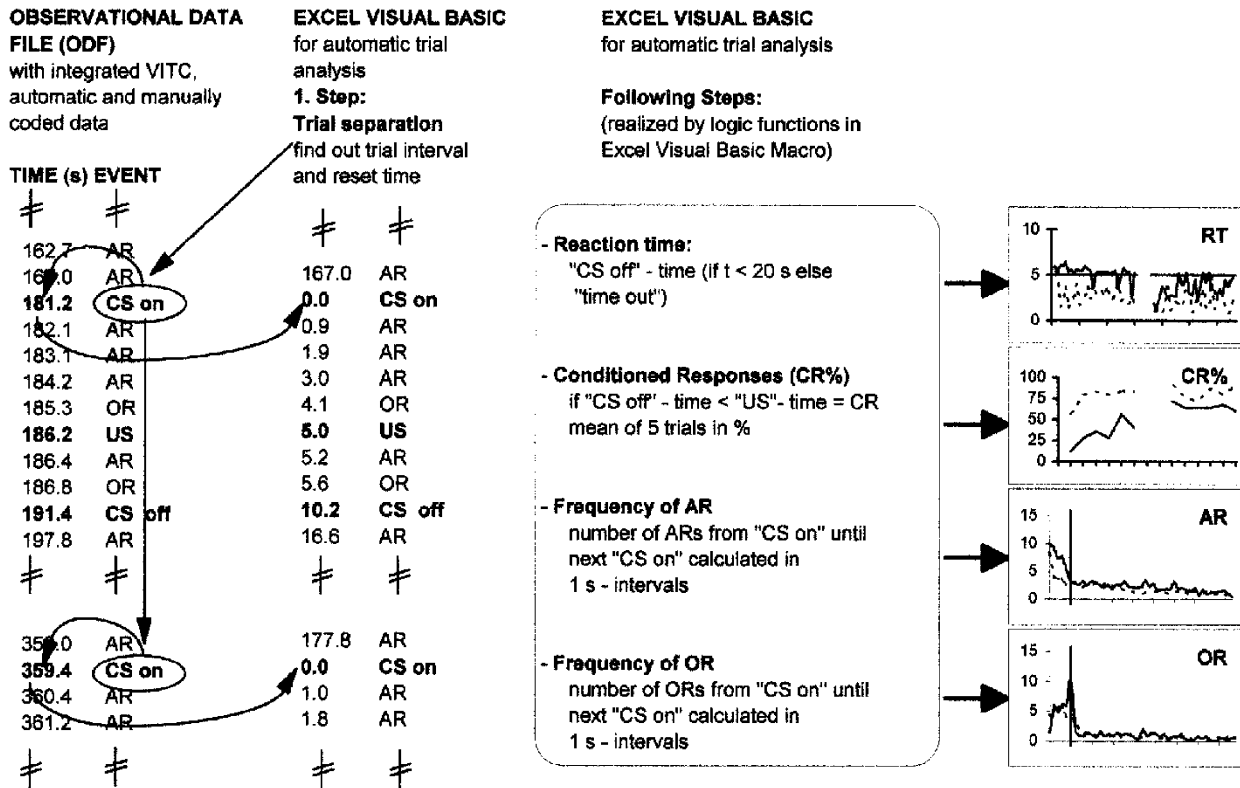 OBSERVATIONAL DATA
FILE (ODF)
with integrated VITC,
automatic and manually
coded data
TIME (s) EVENT
162.7 AR
AR
181.2 CS on
182.1 AR
183.1 AR
184.2 AR
185.3 OR
186.2 US
186.4 AR
186.8 OR
191.4 CS off
197.8 AR
AR
359.4 CS on
360.4 AR
361.2 AR
EXCEL VISUAL BASIC
for automatic trial
analysis
1. Step:
Trial separation
find out trial interval
and reset time
167.0 AR
0.0 CS on
0.9 AR
1.9 AR
3.0 AR
4.1 OR
5.0 US
5.2 AR
5.6 OR
10.2 CS off
16.6 AR
177.8 AR
0.0 CS on
1.0 AR
1.8 AR
EXCEL VISUAL BASIC
for automatic trial analysis
Following Steps:
(realized by logic functions in
Excel Visual Basic Macro)
- Reaction time:
"CS off" - time (if t < 20 s else
"time out")
- Conditioned Responses (CR%)
if "CS off" - time < "US"- time = CR
mean of 5 trials in %
- Frequency of AR
number of ARs from "CS on" until
next "CS on" calculated in
1 s - intervals
- Frequency of OR
number of ORs from "CS on" until
next "CS on" calculated in
1 s - intervals
RT
10
5
0
CR%
100
75
50
25
0
AR
15
10
5
0
OR
15
10
5
0